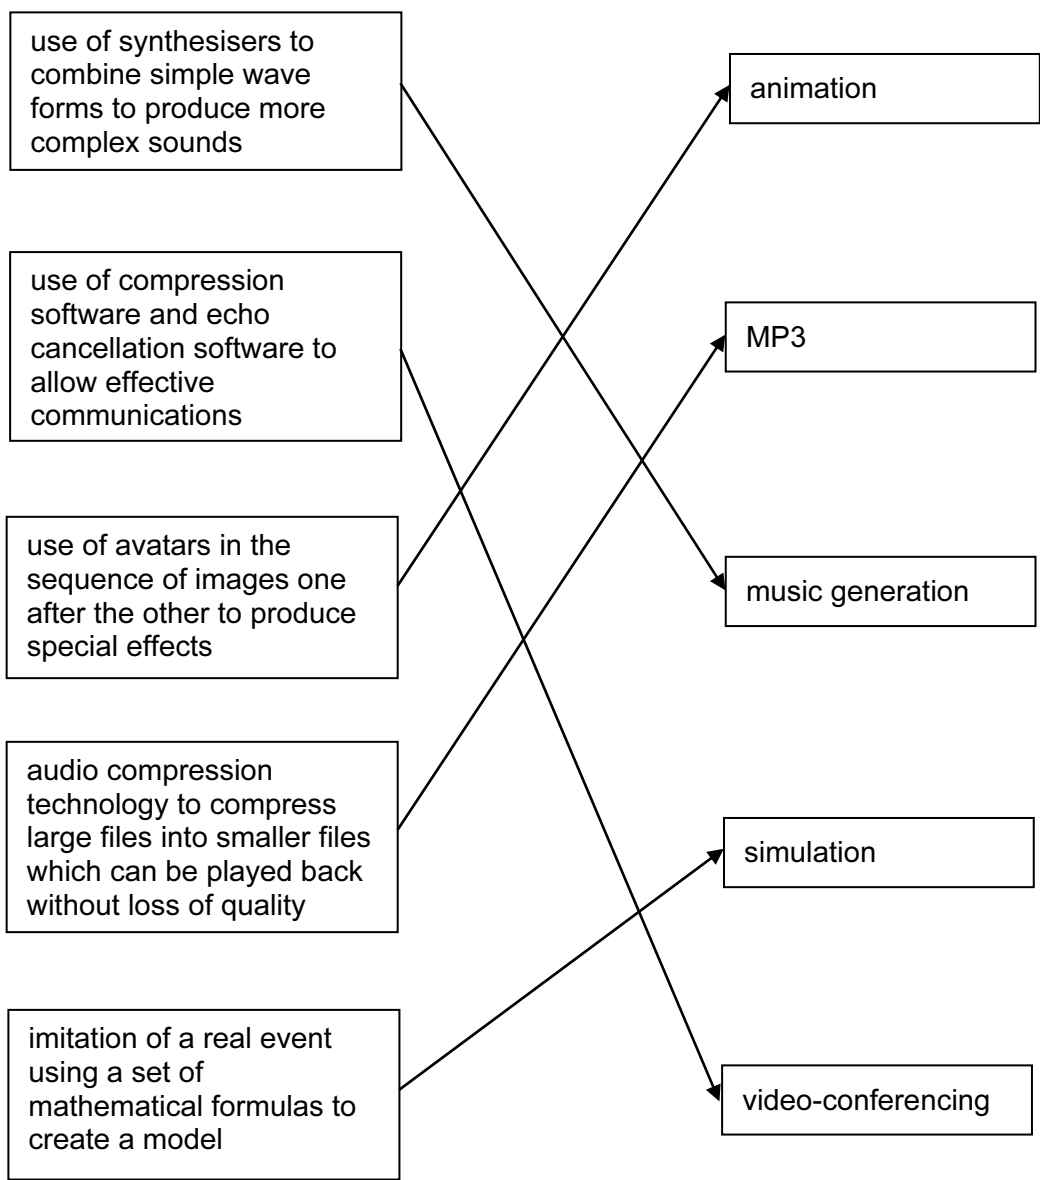 use of synthesisers to
combine simple wave
forms to produce more
complex sounds
use of compression
software and echo
cancellation software to
allow effective
communications
use of avatars in the
sequence of images one
after the other to produce
special effects
audio compression
technology to compress
large files into smaller files
which can be played back
without loss of quality
imitation of a real event
using a set of
mathematical formulas to
create a model
animation
MP3
music generation
simulation
video-conferencing